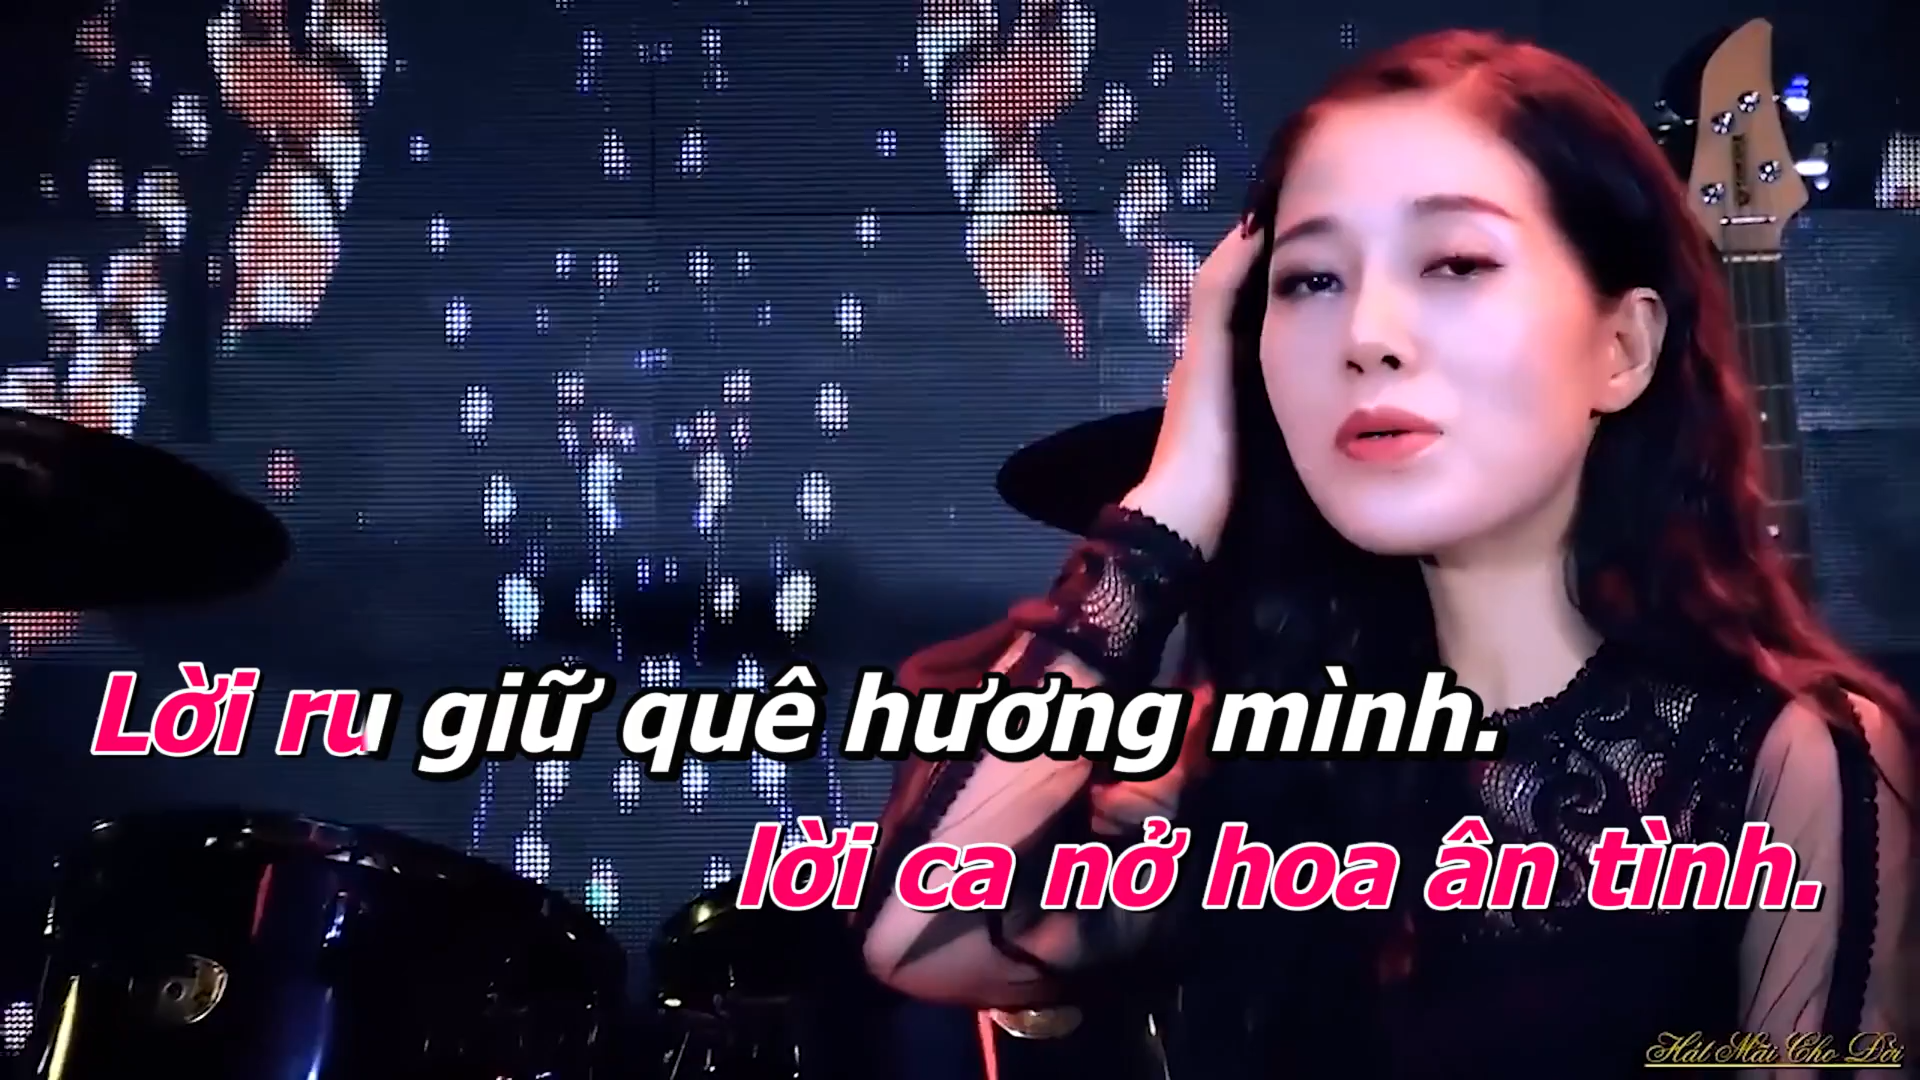 Lời ru giữ quê hương mình.
lời ca nở hoa ân tình.
Hát Mãi Cho Đời